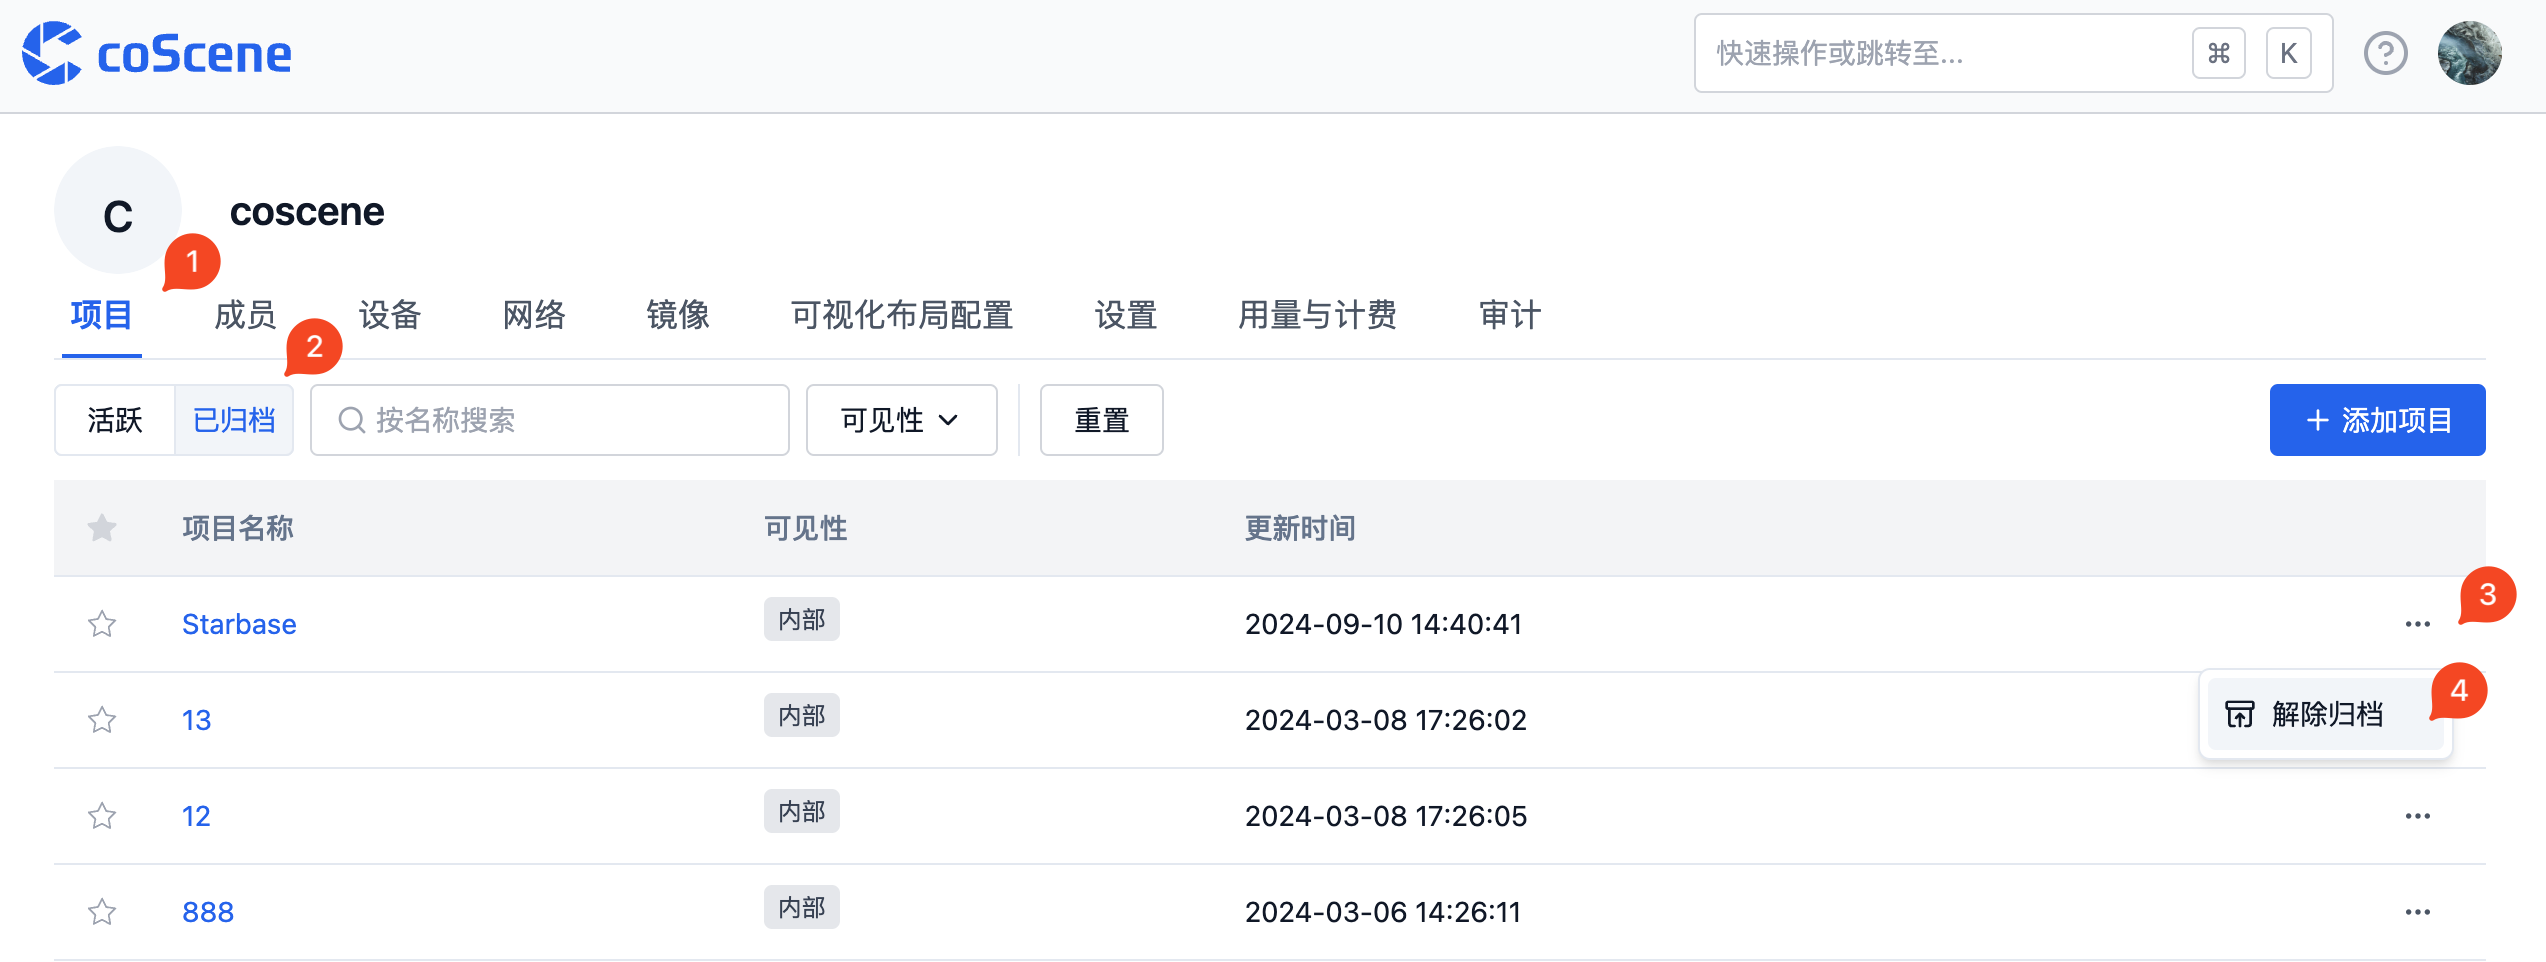 coScene
快速操作或跳转至...
⌘ K
C
coscene
1
项目 成员 设备 网络 镜像 可视化布局配置 设置 用量与计费 审计
2
活跃 已归档 按名称搜索 可见性 重置 + 添加项目
项目名称 可见性 更新时间
3
Starbase 内部 2024-09-10 14:40:41 ...
4
解除归档
13 内部 2024-03-08 17:26:02
12 内部 2024-03-08 17:26:05 ...
888 内部 2024-03-06 14:26:11 ...